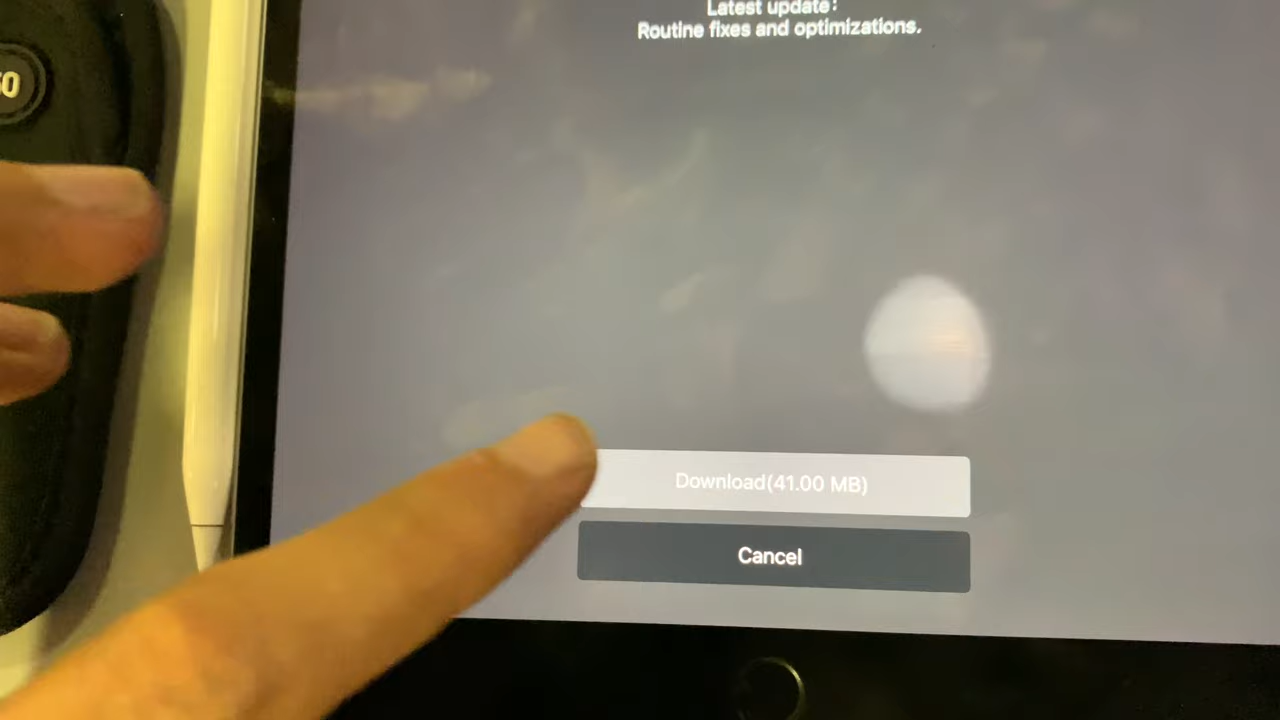 Latest update:
Routine fixes and optimizations.
Download(41.00 MB)
Cancel